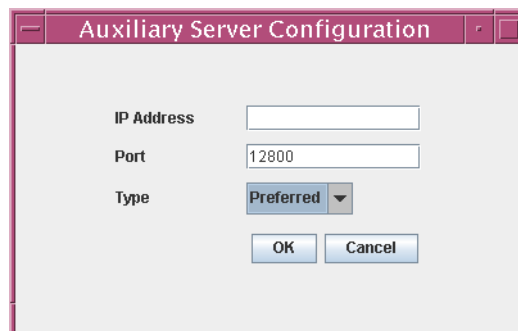 Auxiliary Server Configuration
IP Address
Port 12800
Type Preferred
OK Cancel